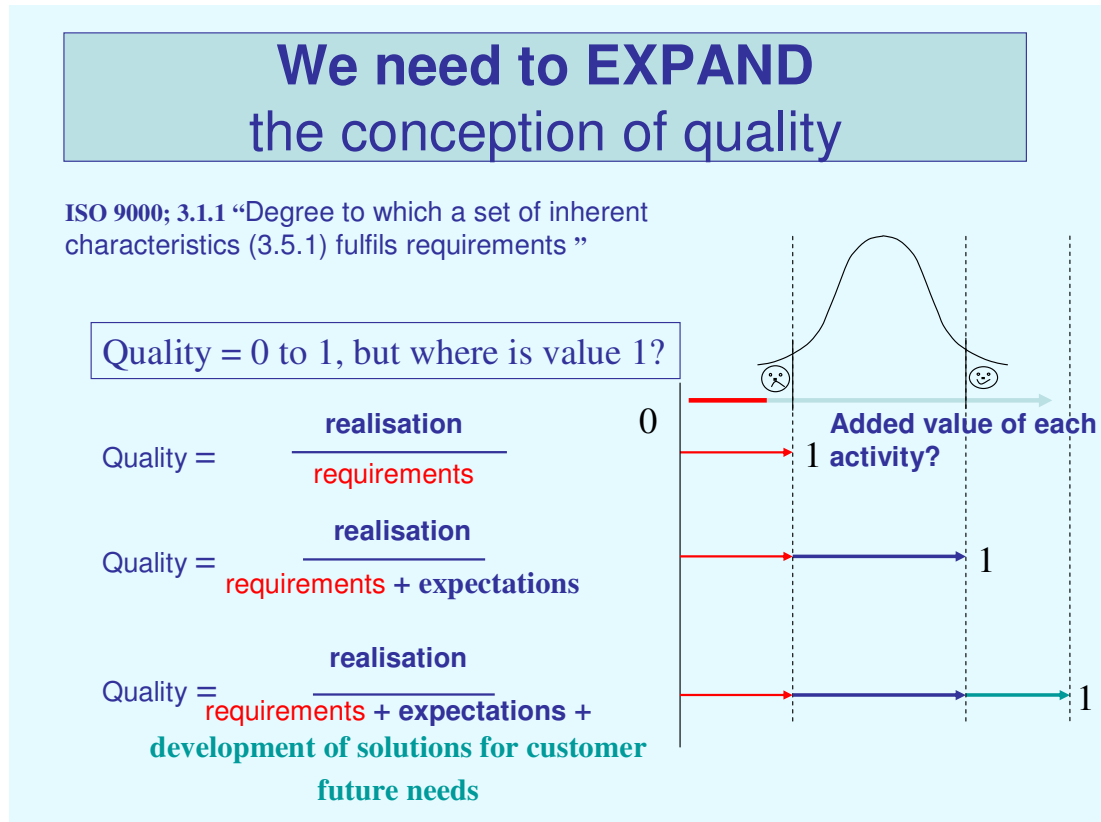 We need to EXPAND
the conception of quality
ISO 9000; 3.1.1 “Degree to which a set of inherent
characteristics (3.5.1) fulfils requirements ”
Quality = 0 to 1, but where is value 1?
0
Added value of each
activity?
realisation
Quality =
requirements
1
realisation
Quality =
requirements + expectations
1
realisation
Quality =
requirements + expectations +
development of solutions for customer
future needs
1